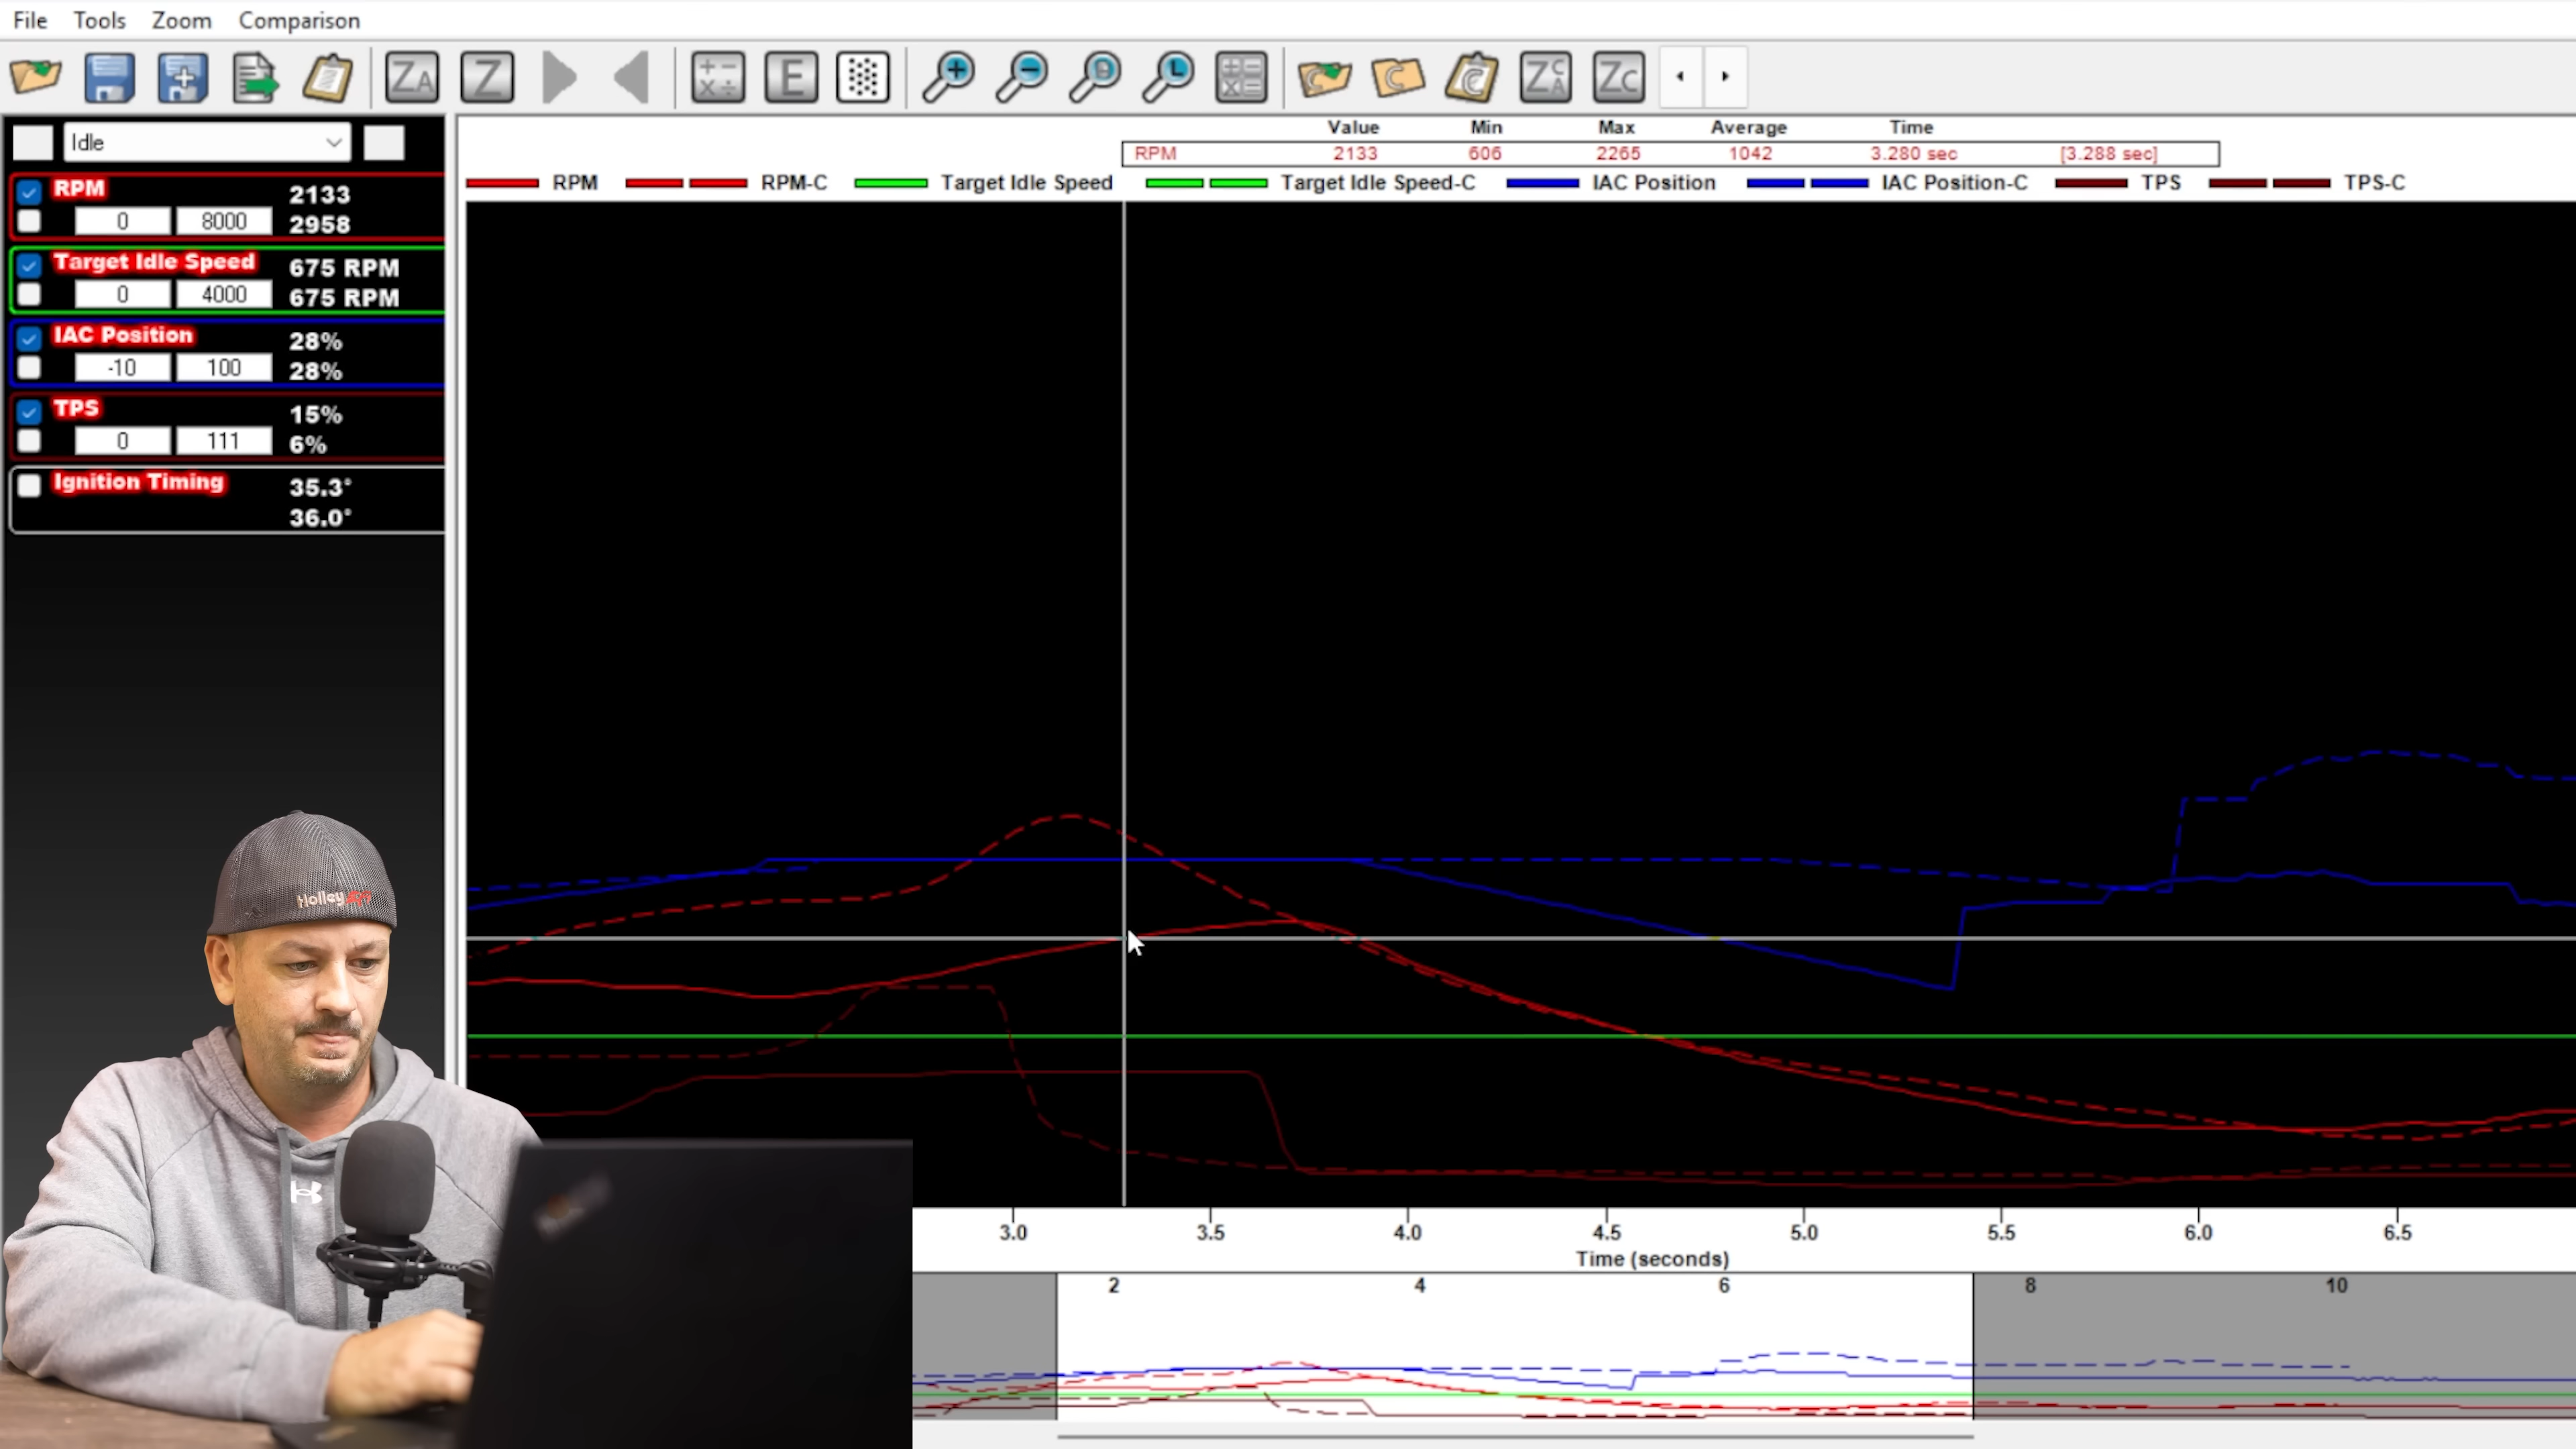 File Tools Zoom Comparison
ZA Z E B L C C C ZCA ZC
Idle
Value Min Max Average Time
RPM 2133 606 2265 1042 3.280 sec [3.288 sec]
RPM RPM-C Target Idle Speed Target Idle Speed-C IAC Position IAC Position-C TPS TPS-C
RPM 2133
0 8000 2958
Target Idle Speed 675 RPM
0 4000 675 RPM
IAC Position 28%
-10 100 28%
TPS 15%
0 111 6%
Ignition Timing 35.3°
36.0°
Holley EFI
3.0 3.5 4.0 4.5 5.0 5.5 6.0 6.5
Time (seconds)
2 4 6 8 10